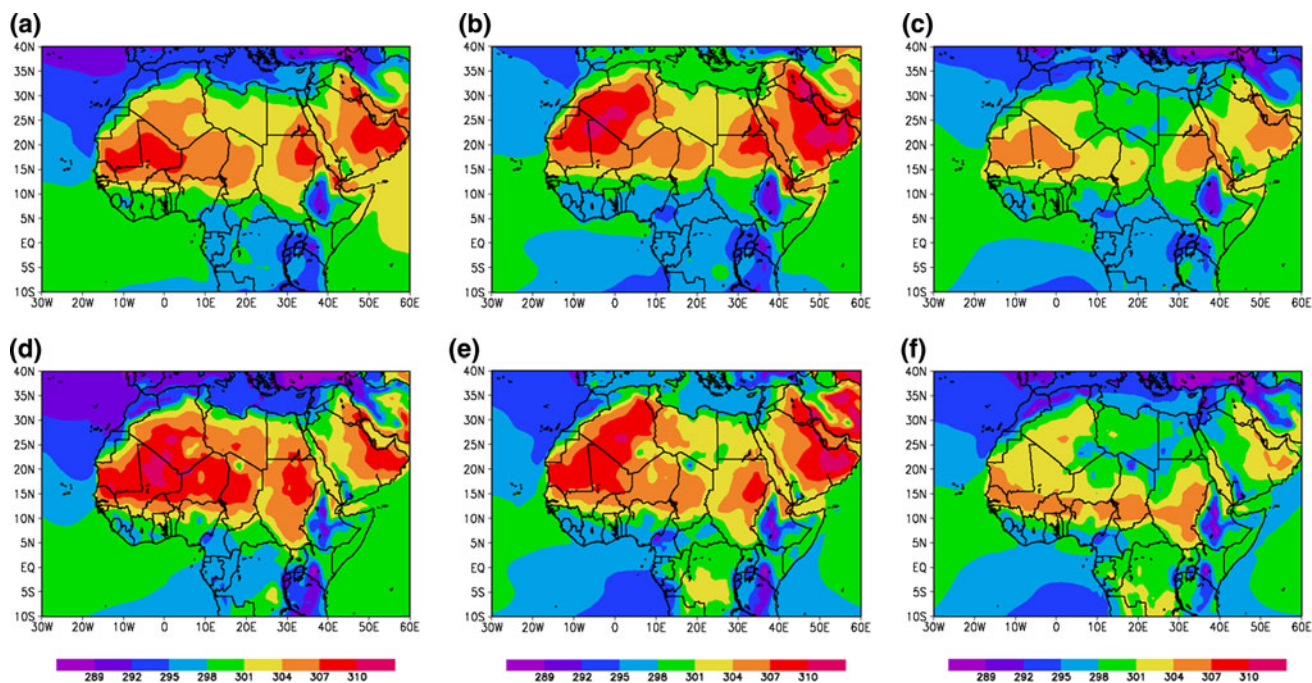 (a) (b) (c)
40N 40N 40N
35N 35N 35N
30N 30N 30N
25N 25N 25N
20N 20N 20N
15N 15N 15N
10N 10N 10N
5N 5N 5N
EQ EQ EQ
5S 5S 5S
10S 10S 10S
30W 20W 10W 0 10E 20E 30E 40E 50E 60E 30W 20W 10W 0 10E 20E 30E 40E 50E 60E 30W 20W 10W 0 10E 20E 30E 40E 50E 60E
(d) (e) (f)
40N 40N 40N
35N 35N 35N
30N 30N 30N
25N 25N 25N
20N 20N 20N
15N 15N 15N
10N 10N 10N
5N 5N 5N
EQ EQ EQ
5S 5S 5S
10S 10S 10S
30W 20W 10W 0 10E 20E 30E 40E 50E 60E 30W 20W 10W 0 10E 20E 30E 40E 50E 60E 30W 20W 10W 0 10E 20E 30E 40E 50E 60E
289 292 295 298 301 304 307 310 289 292 295 298 301 304 307 310 289 292 295 298 301 304 307 310